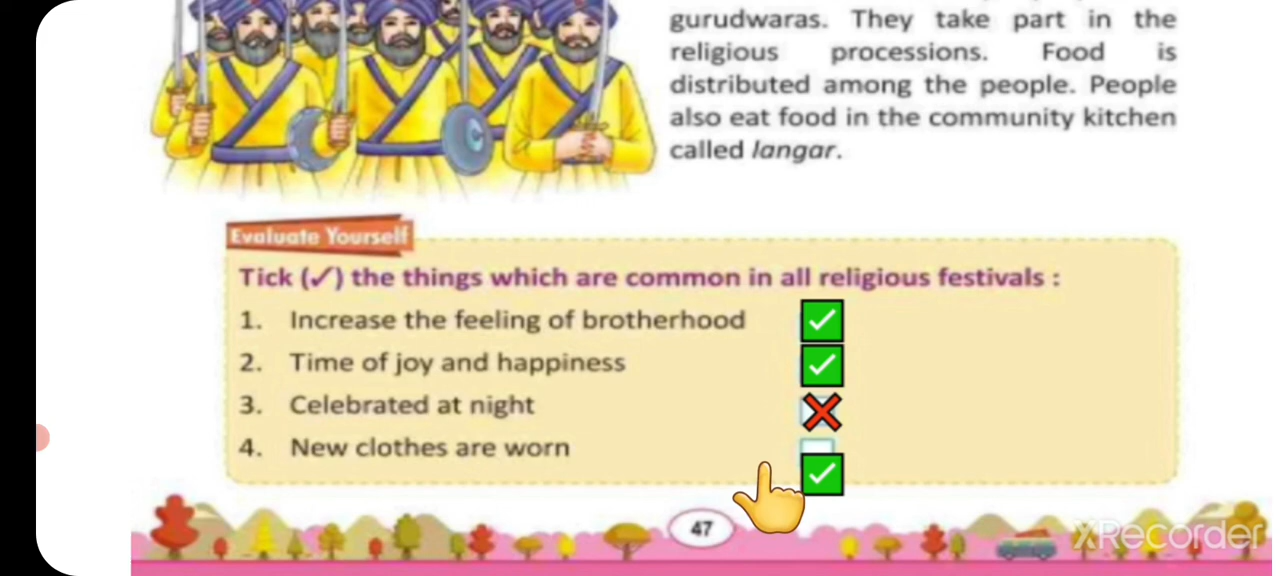 gurudwaras. They take part in the
religious processions. Food is
distributed among the people. People
also eat food in the community kitchen
called langar.
Evaluate Yourself
Tick (✓) the things which are common in all religious festivals :
1. Increase the feeling of brotherhood
2. Time of joy and happiness
3. Celebrated at night
4. New clothes are worn
47
XRecorder